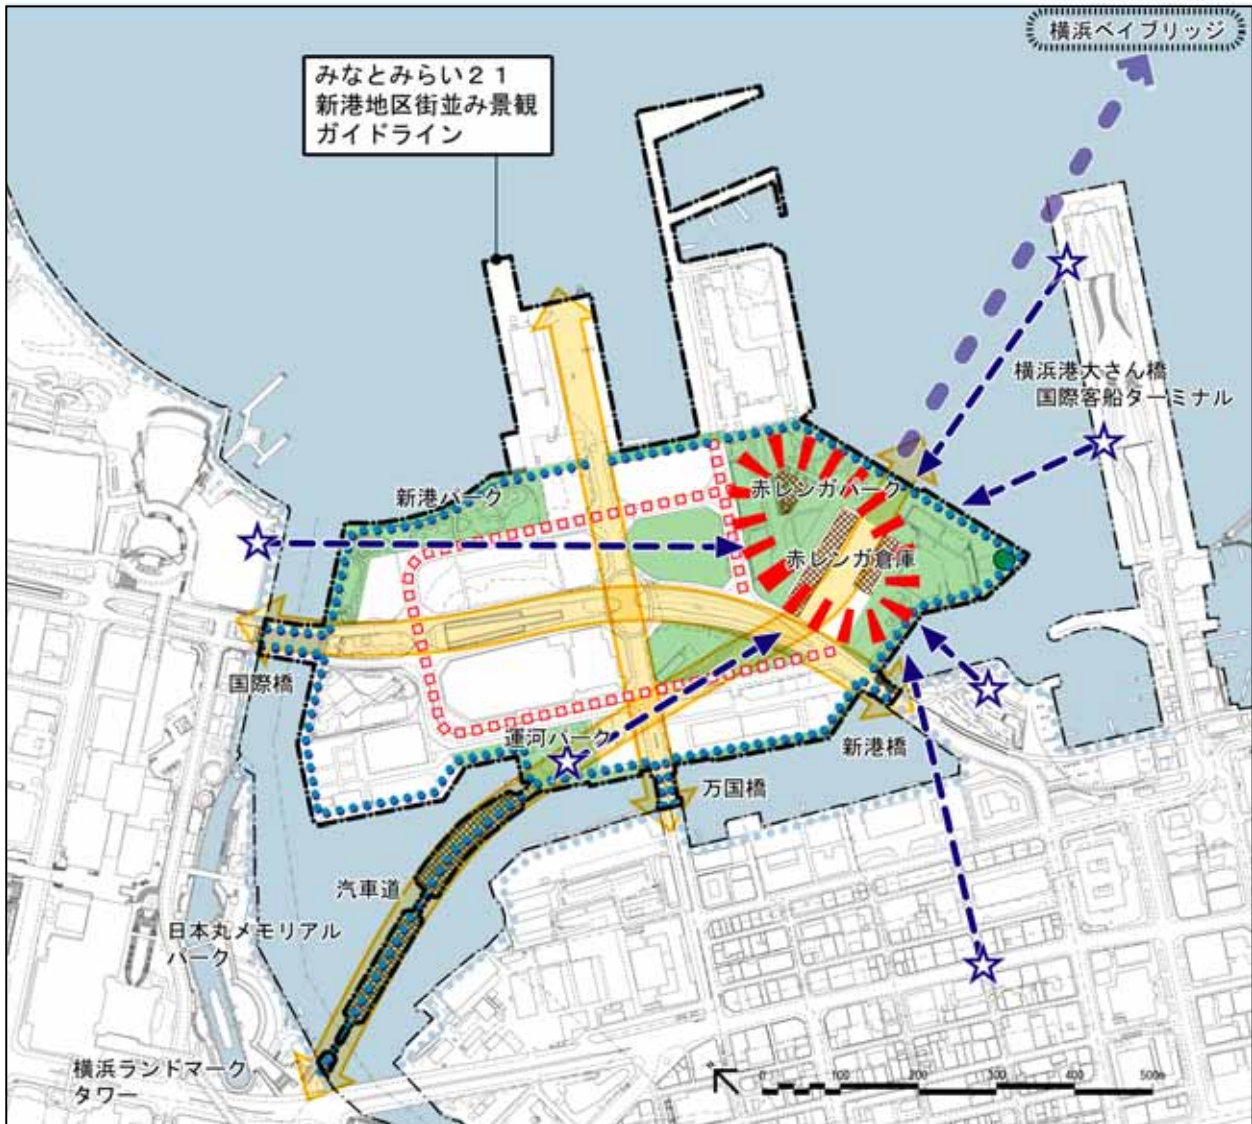 横浜ベイブリッジ
みなとみらい２１
新港地区街並み景観
ガイドライン
横浜港大さん橋
国際客船ターミナル
新港パーク
赤レンガパーク
赤レンガ倉庫
国際橋
運河パーク
新港橋
万国橋
汽車道
日本丸メモリアル
パーク
横浜ランドマーク
タワー
N
0 100 200 300 400 500m